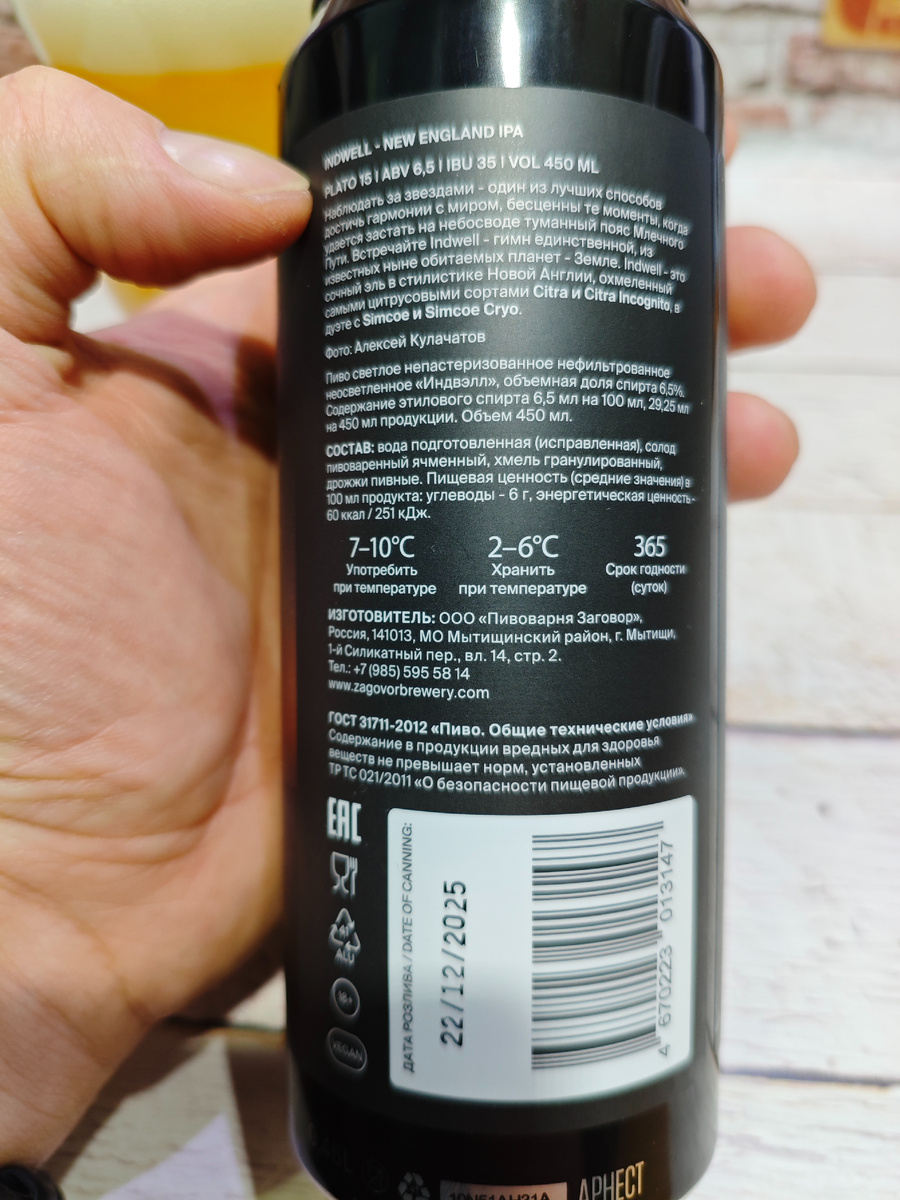 INDWELL - NEW ENGLAND IPA
PLATO 15 I ABV 6,5 I IBU 35 I VOL 450 ML
Наблюдать за звездами - один из лучших способов
достичь гармонии с миром, бесценны те моменты, когда
удается застать на небосводе туманный пояс Млечного
Пути. Встречайте Indwell - гимн единственной, из
известных ныне обитаемых планет - Земле. Indwell - это
сочный эль в стилистике Новой Англии, охмеленный
самыми цитрусовыми сортами Citra и Citra Incognito, в
дуэте с Simcoe и Simcoe Cryo.
Фото: Алексей Кулачатов
Пиво светлое непастеризованное нефильтрованное
неосветленное «Индвэлл», объемная доля спирта 6,5%.
Содержание этилового спирта 6,5 мл на 100 мл, 29,25 мл
на 450 мл продукции. Объем 450 мл.
СОСТАВ: вода подготовленная (исправленная), солод
пивоваренный ячменный, хмель гранулированный,
дрожжи пивные. Пищевая ценность (средние значения) в
100 мл продукта: углеводы - 6 г, энергетическая ценность -
60 ккал / 251 кДж.
7–10°C 2–6°C 365
Употребить Хранить Срок годности
при температуре при температуре (суток)
ИЗГОТОВИТЕЛЬ: ООО «Пивоварня Заговор»,
Россия, 141013, МО Мытищинский район, г. Мытищи,
1-й Силикатный пер., вл. 14, стр. 2.
Тел.: +7 (985) 595 58 14
www.zagovorbrewery.com
ГОСТ 31711-2012 «Пиво. Общие технические условия»
Содержание в продукции вредных для здоровья
веществ не превышает норм, установленных
ТР ТС 021/2011 «О безопасности пищевой продукции».
EAC
18+
VEGAN
ДАТА РОЗЛИВА / DATE OF CANNING:
22/12/2025
4 670223 013147
АРНЕСТ